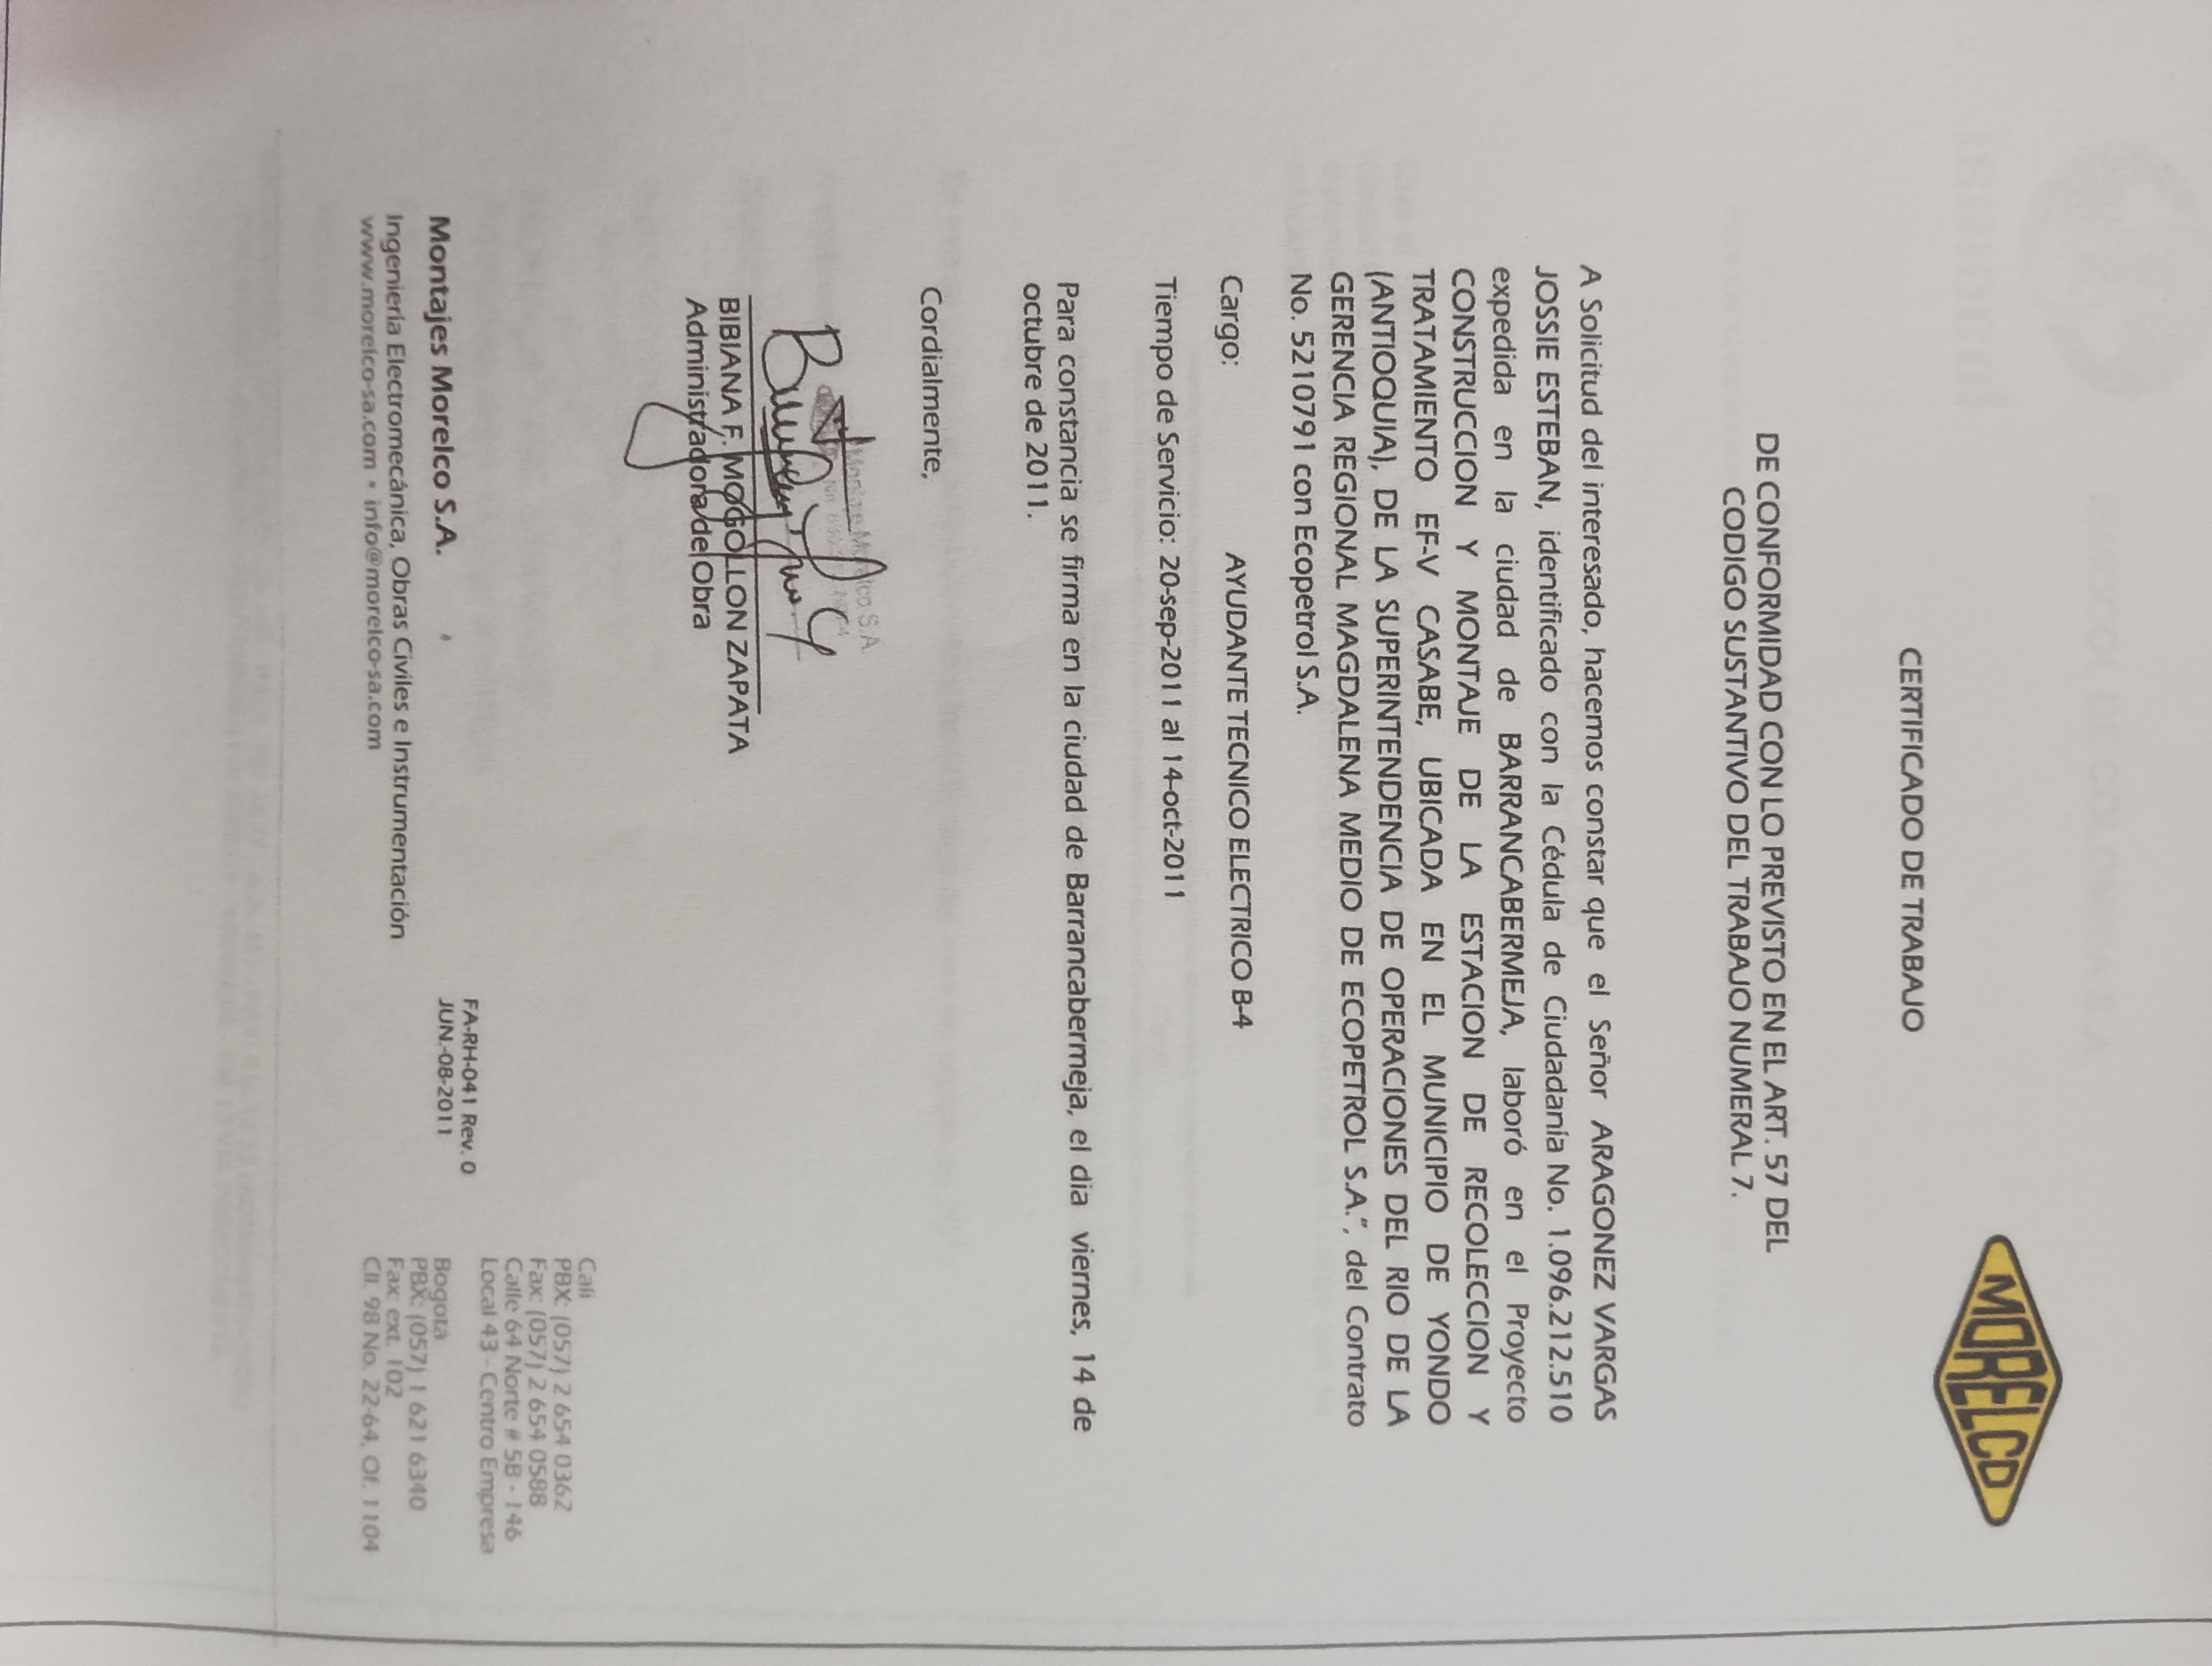 MORELCO
CERTIFICADO DE TRABAJO
DE CONFORMIDAD CON LO PREVISTO EN EL ART. 57 DEL
CODIGO SUSTANTIVO DEL TRABAJO NUMERAL 7.
A Solicitud del interesado, hacemos constar que el Señor ARAGONEZ VARGAS
JOSSIE ESTEBAN, identificado con la Cédula de Ciudadanía No. 1.096.212.510
expedida en la ciudad de BARRANCABERMEJA, laboró en el Proyecto
CONSTRUCCION Y MONTAJE DE LA ESTACION DE RECOLECCION Y
TRATAMIENTO EF-V CASABE, UBICADA EN EL MUNICIPIO DE YONDO
(ANTIOQUIA), DE LA SUPERINTENDENCIA DE OPERACIONES DEL RIO DE LA
GERENCIA REGIONAL MAGDALENA MEDIO DE ECOPETROL S.A.", del Contrato
No. 5210791 con Ecopetrol S.A.
Cargo: AYUDANTE TECNICO ELECTRICO B-4
Tiempo de Servicio: 20-sep-2011 al 14-oct-2011
Para constancia se firma en la ciudad de Barrancabermeja, el dia viernes, 14 de
octubre de 2011.
Cordialmente,
BIBIANA F. MOGOLLON ZAPATA
Administradora de Obra
Montajes Morelco S.A.
Ingeniería Electromecánica, Obras Civiles e Instrumentación
www.morelco-sa.com • info@morelco-sa.com
FA-RH-041 Rev. 0
JUN.-08-2011
Cali
PBX: (057) 2 654 0362
Fax: (057) 2 654 0588
Calle 64 Norte # 5B - 146
Local 43 - Centro Empresa
Bogotá
PBX: (057) 1 621 6340
Fax: ext. 102
Cll. 98 No. 22-64, Of. 1104